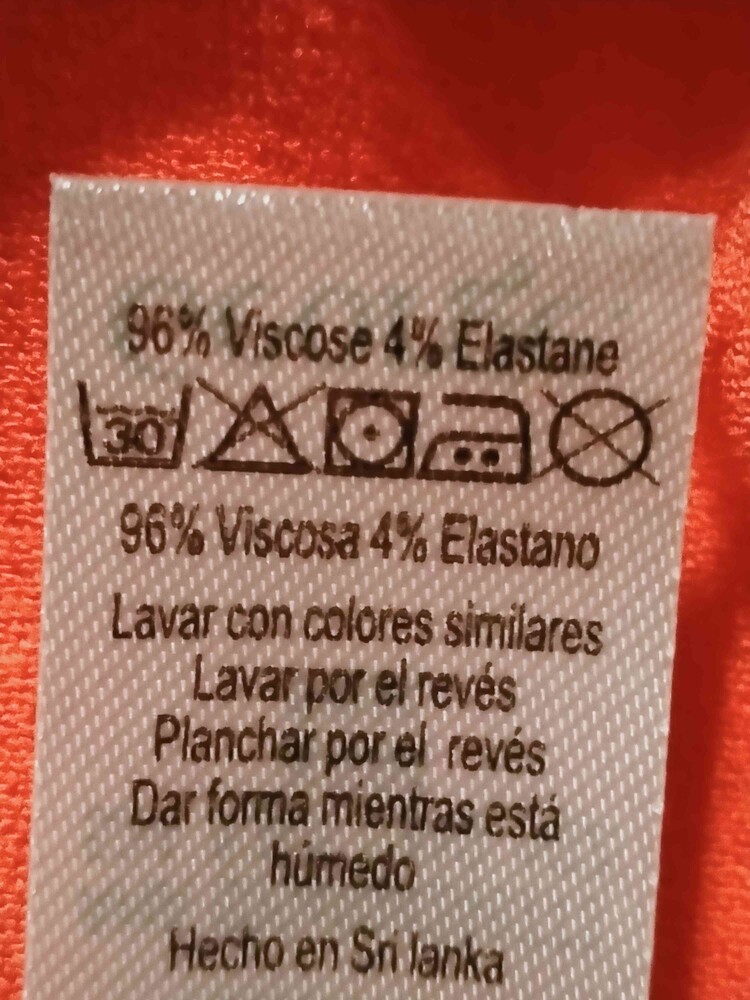 96% Viscose 4% Elastane
30
96% Viscosa 4% Elastano
Lavar con colores similares
Lavar por el revés
Planchar por el revés
Dar forma mientras está
húmedo
Hecho en Sri lanka